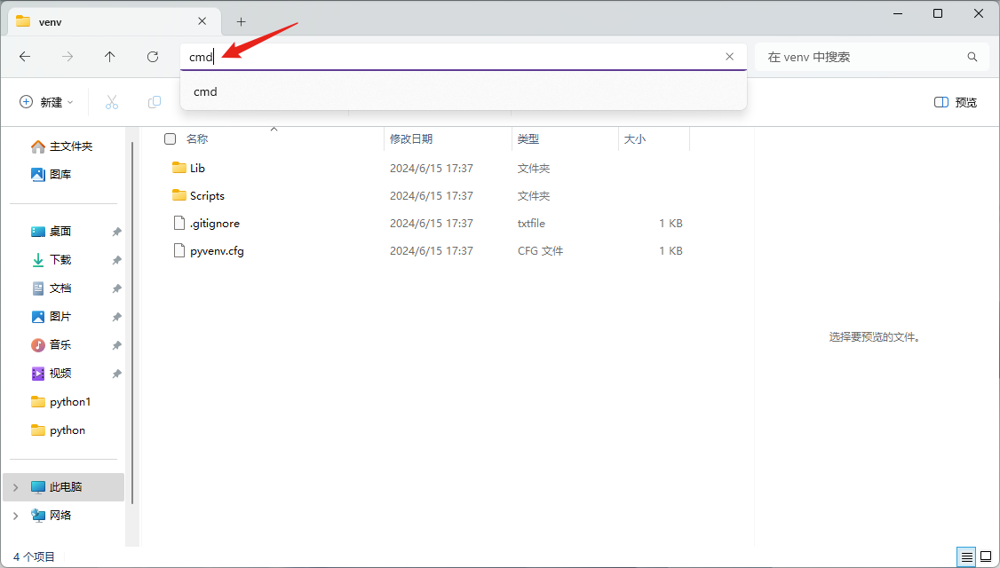 venv
cmd
在 venv 中搜索
cmd
新建
预览
名称 修改日期 类型 大小
Lib 2024/6/15 17:37 文件夹
Scripts 2024/6/15 17:37 文件夹
.gitignore 2024/6/15 17:37 txtfile 1 KB
pyvenv.cfg 2024/6/15 17:37 CFG 文件 1 KB
主文件夹
图库
桌面
下载
文档
图片
音乐
视频
python1
python
此电脑
网络
选择要预览的文件。
4 个项目